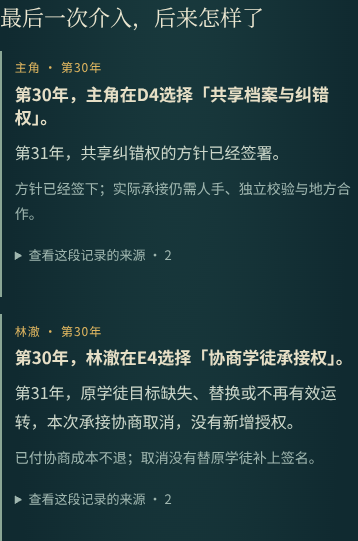 最后一次介入，后来怎样了
主角 · 第30年
第30年，主角在D4选择「共享档案与纠错
权」。
第31年，共享纠错权的方针已经签署。
方针已经签下；实际承接仍需人手、独立校验与地方合
作。
▶ 查看这段记录的来源 · 2
林澈 · 第30年
第30年，林澈在E4选择「协商学徒承接权」。
第31年，原学徒目标缺失、替换或不再有效运
转，本次承接协商取消，没有新增授权。
已付协商成本不退；取消没有替原学徒补上签名。
▶ 查看这段记录的来源 · 2